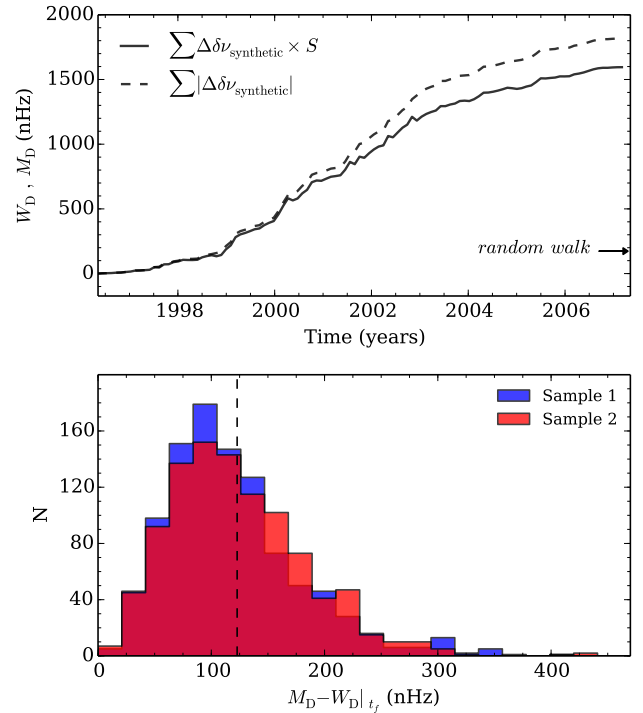 2000
1500
1000
500
0
W_D , M_D (nHz)
∑Δδν_synthetic × S
∑|Δδν_synthetic|
random walk
1998 2000 2002 2004 2006
Time (years)
160
120
80
40
0
N
Sample 1
Sample 2
0 100 200 300 400
M_D−W_D|_{t_f} (nHz)